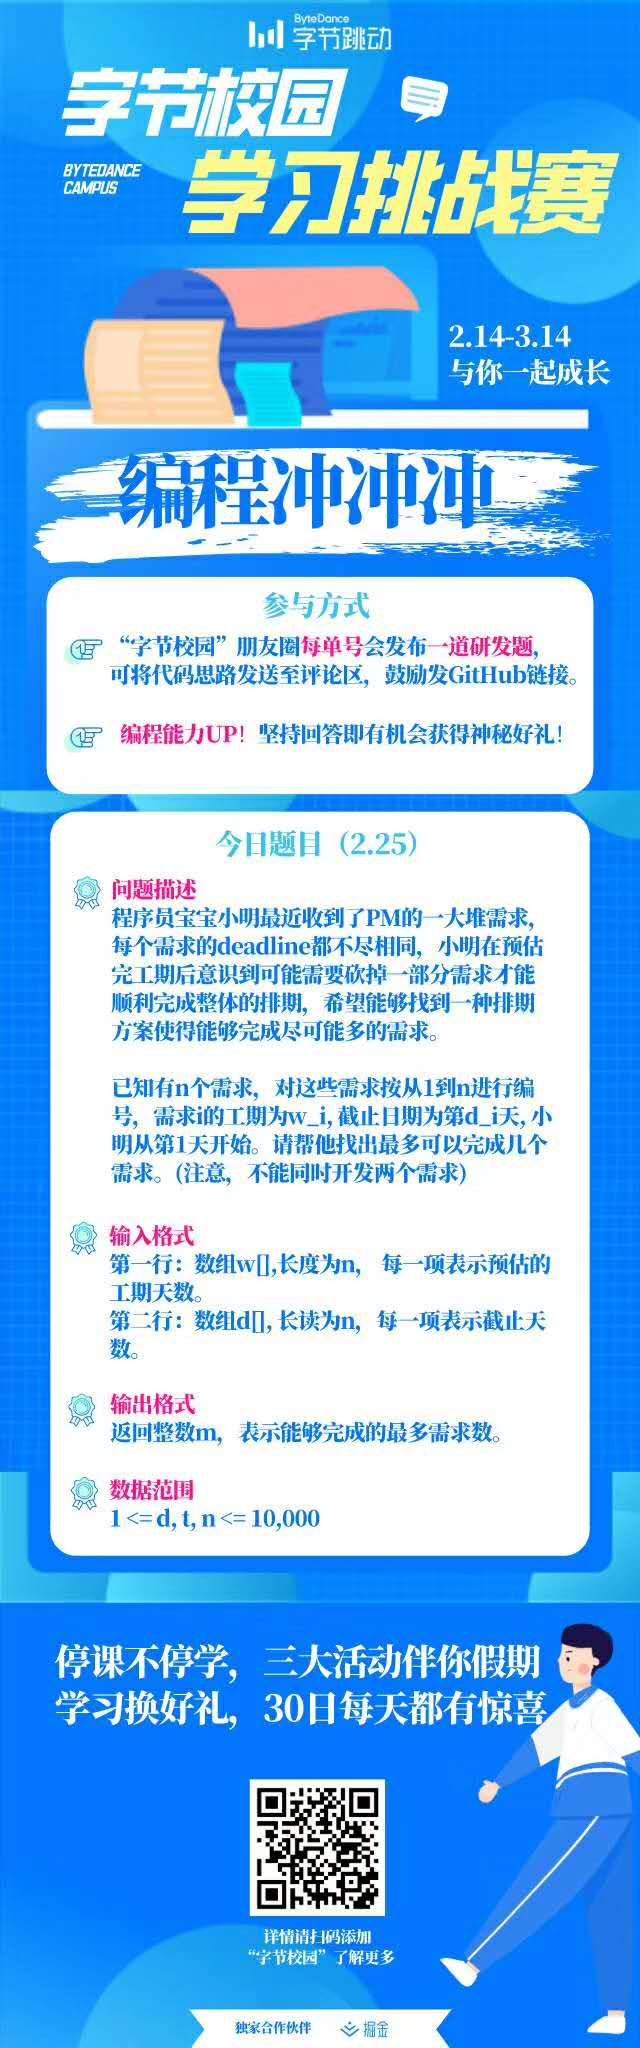 ByteDance
字节跳动
字节校园
BYTEDANCE
CAMPUS
学习挑战赛
2.14-3.14
与你一起成长
编程冲冲冲
参与方式
“字节校园”朋友圈每单号会发布一道研发题，
可将代码思路发送至评论区，鼓励发GitHub链接。
编程能力UP！坚持回答即有机会获得神秘好礼！
今日题目（2.25）
问题描述
程序员宝宝小明最近收到了PM的一大堆需求，
每个需求的deadline都不尽相同，小明在预估
完工期后意识到可能需要砍掉一部分需求才能
顺利完成整体的排期，希望能够找到一种排期
方案使得能够完成尽可能多的需求。
已知有n个需求，对这些需求按从1到n进行编
号，需求i的工期为w_i, 截止日期为第d_i天, 小
明从第1天开始。请帮他找出最多可以完成几个
需求。(注意，不能同时开发两个需求)
输入格式
第一行：数组w[],长度为n， 每一项表示预估的
工期天数。
第二行：数组d[], 长读为n，每一项表示截止天
数。
输出格式
返回整数m，表示能够完成的最多需求数。
数据范围
1 <= d, t, n <= 10,000
停课不停学，三大活动伴你假期
学习换好礼，30日每天都有惊喜
详情请扫码添加
“字节校园”了解更多
独家合作伙伴 掘金